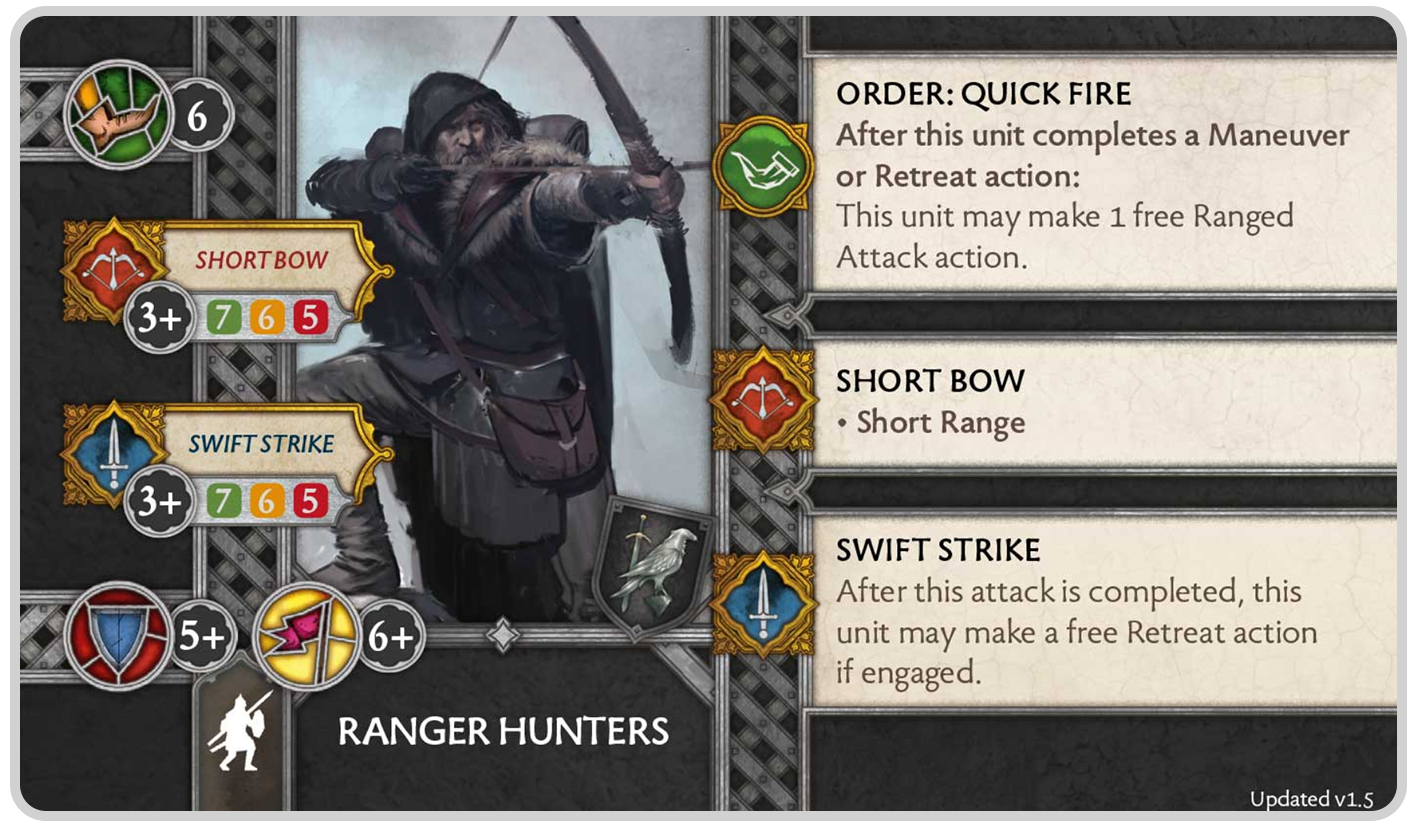 6
SHORT BOW
3+ 7 6 5
SWIFT STRIKE
3+ 7 6 5
5+ 6+
RANGER HUNTERS
ORDER: QUICK FIRE
After this unit completes a Maneuver
or Retreat action:
This unit may make 1 free Ranged
Attack action.
SHORT BOW
• Short Range
SWIFT STRIKE
After this attack is completed, this
unit may make a free Retreat action
if engaged.
Updated v1.5